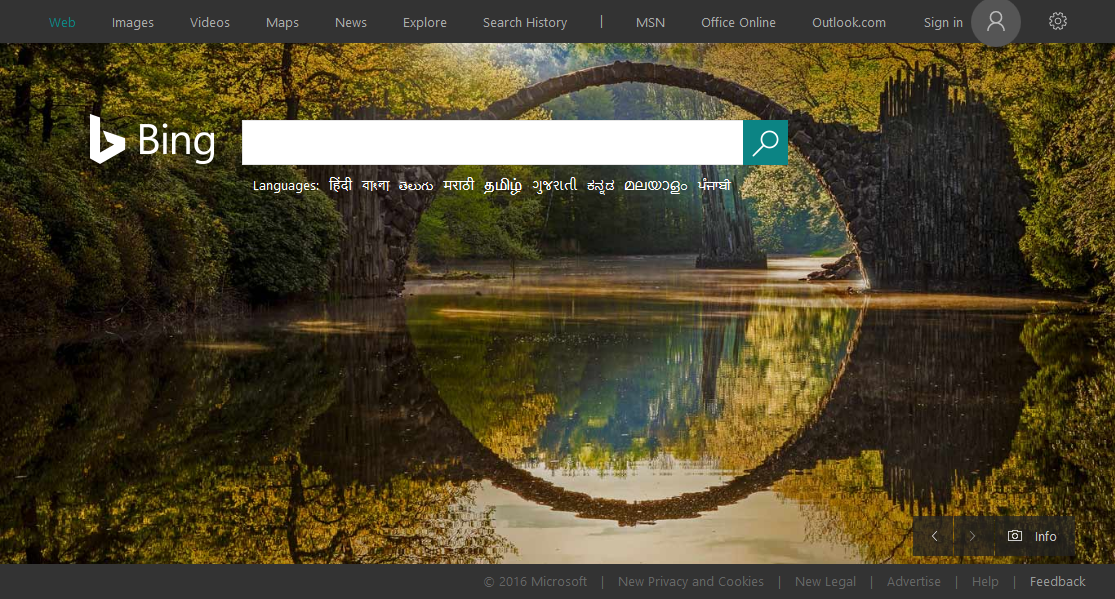 Web Images Videos Maps News Explore Search History | MSN Office Online Outlook.com Sign in
Bing
Languages: हिंदी বাংলা తెలుగు मराठी தமிழ் ગુજરાતી ಕನ್ನಡ മലയാളം ਪੰਜਾਬੀ
Info
© 2016 Microsoft | New Privacy and Cookies | New Legal | Advertise | Help | Feedback